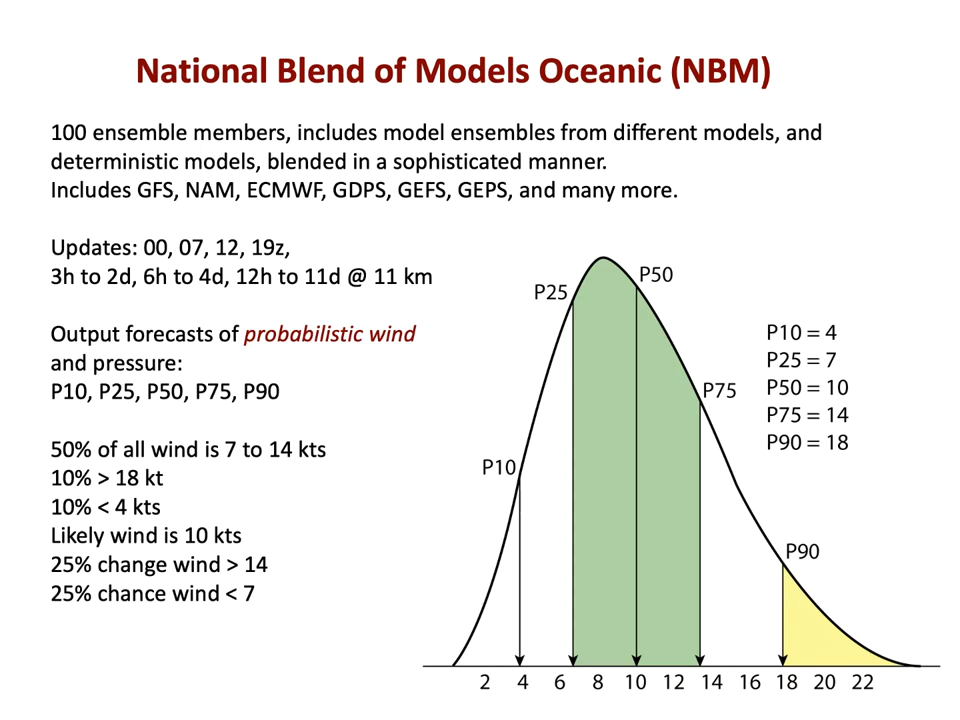 National Blend of Models Oceanic (NBM)
100 ensemble members, includes model ensembles from different models, and
deterministic models, blended in a sophisticated manner.
Includes GFS, NAM, ECMWF, GDPS, GEFS, GEPS, and many more.
Updates: 00, 07, 12, 19z,
3h to 2d, 6h to 4d, 12h to 11d @ 11 km
Output forecasts of probabilistic wind
and pressure:
P10, P25, P50, P75, P90
50% of all wind is 7 to 14 kts
10% > 18 kt
10% < 4 kts
Likely wind is 10 kts
25% change wind > 14
25% chance wind < 7
P10
P25
P50
P75
P90
P10 = 4
P25 = 7
P50 = 10
P75 = 14
P90 = 18
2 4 6 8 10 12 14 16 18 20 22